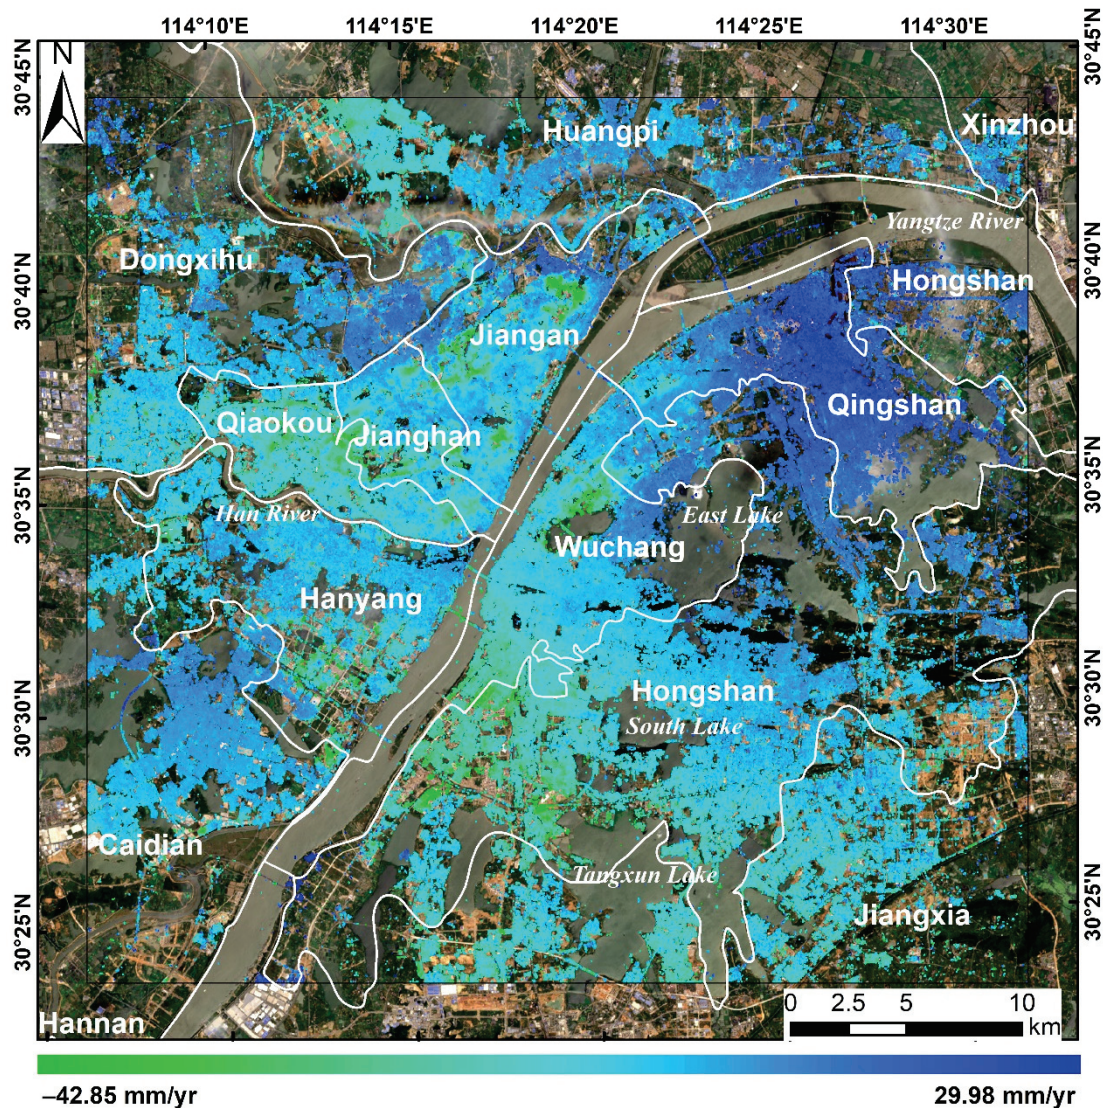 114°10'E 114°15'E 114°20'E 114°25'E 114°30'E
30°45'N
30°45'N
N
Huangpi
Xinzhou
Yangtze River
Dongxihu
Hongshan
30°40'N
30°40'N
Jiangan
Qingshan
Qiaokou
Jianghan
30°35'N
30°35'N
Han River
East Lake
Wuchang
Hanyang
Hongshan
South Lake
30°30'N
30°30'N
Caidian
Tangxun Lake
30°25'N
30°25'N
Jiangxia
Hannan
0 2.5 5 10
km
–42.85 mm/yr
29.98 mm/yr